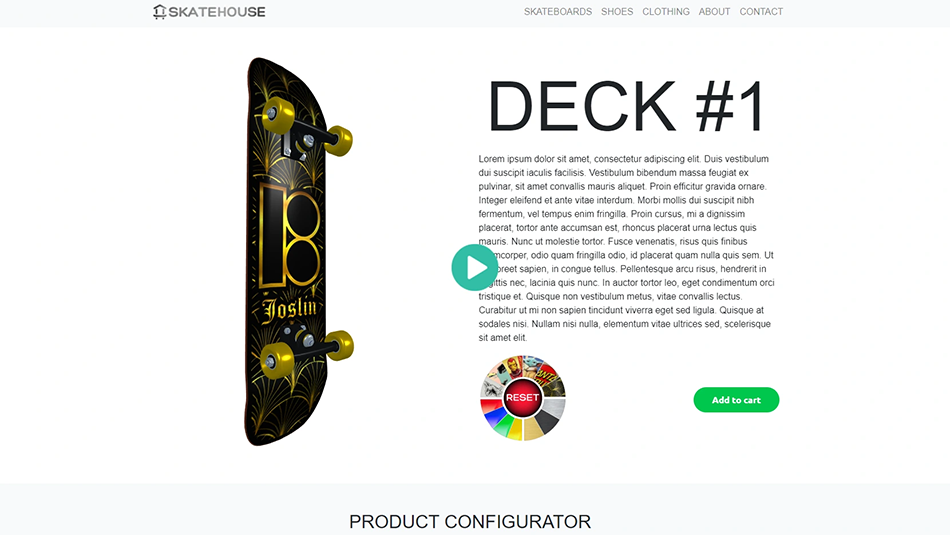 SKATEHOUSE
SKATEBOARDS SHOES CLOTHING ABOUT CONTACT
DECK #1
Lorem ipsum dolor sit amet, consectetur adipiscing elit. Duis vestibulum
dui suscipit iaculis facilisis. Vestibulum bibendum massa feugiat ex
pulvinar, sit amet convallis mauris aliquet. Proin efficitur gravida ornare.
Integer eleifend et ante vitae interdum. Morbi mollis dui suscipit nibh
fermentum, vel tempus enim fringilla. Proin cursus, mi a dignissim
placerat, tortor ante accumsan est, rhoncus placerat urna lectus quis
mauris. Nunc ut molestie tortor. Fusce venenatis, risus quis finibus
mcorper, odio quam fringilla odio, id placerat quam nulla quis sem. Ut
oreet sapien, in congue tellus. Pellentesque arcu risus, hendrerit in
gittis nec, lacinia quis nunc. In auctor tortor leo, eget condimentum orci
tristique et. Quisque non vestibulum metus, vitae convallis lectus.
Curabitur ut mi non sapien tincidunt viverra eget sed ligula. Quisque at
sodales nisi. Nullam nisi nulla, elementum vitae ultrices sed, scelerisque
sit amet elit.
Joslin
RESET
Add to cart
PRODUCT CONFIGURATOR